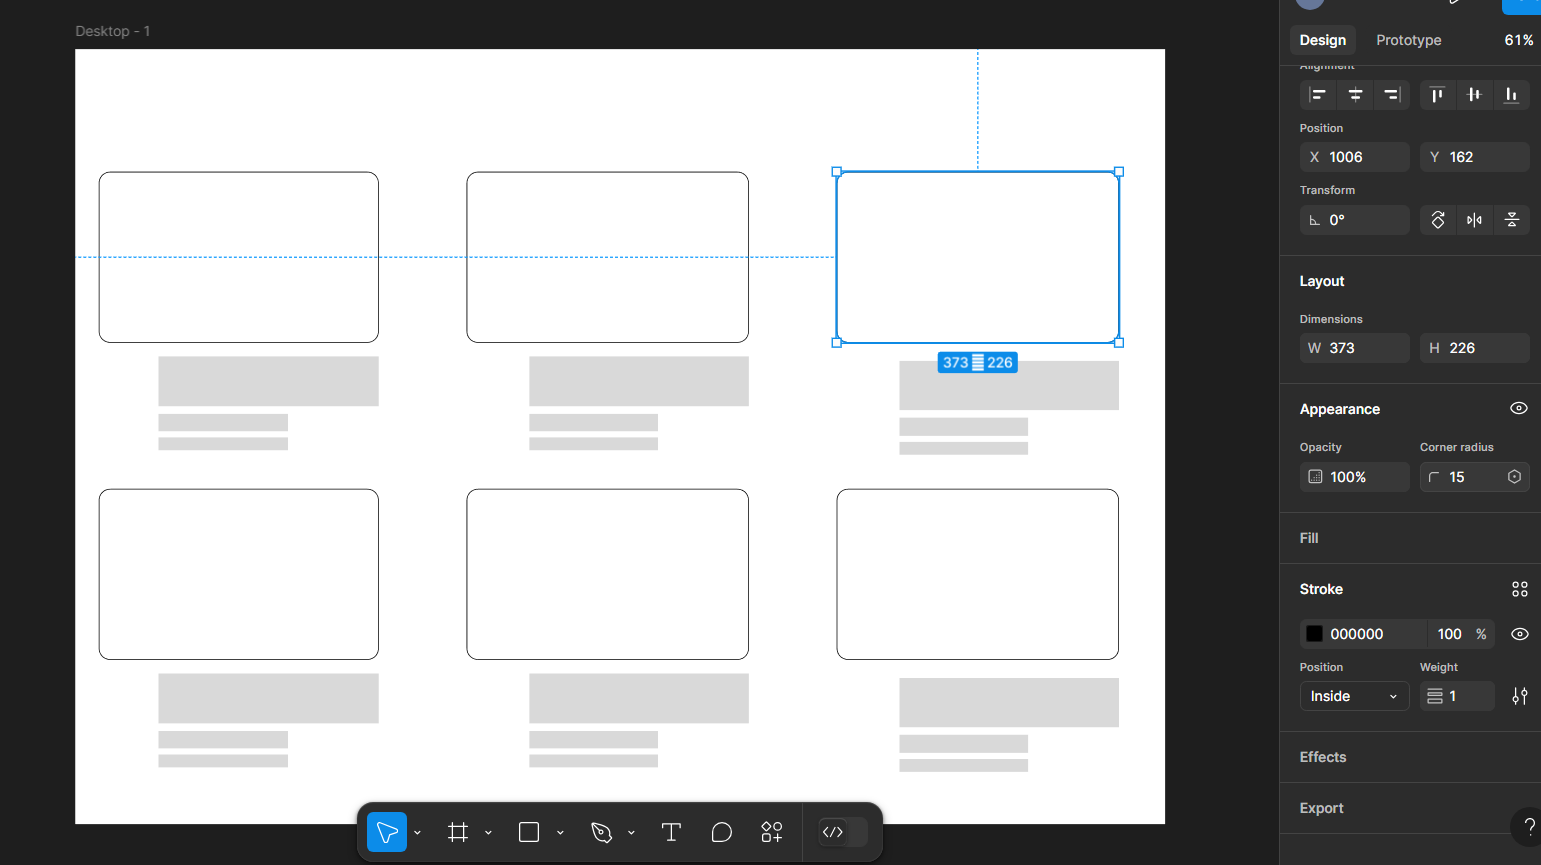 Desktop - 1
Design Prototype 61%
Alignment
Position
X 1006 Y 162
Transform
0°
Layout
Dimensions
W 373 H 226
373 226
Appearance
Opacity Corner radius
100% 15
Fill
Stroke
000000 100 %
Position Weight
Inside 1
Effects
Export
T
</>
?